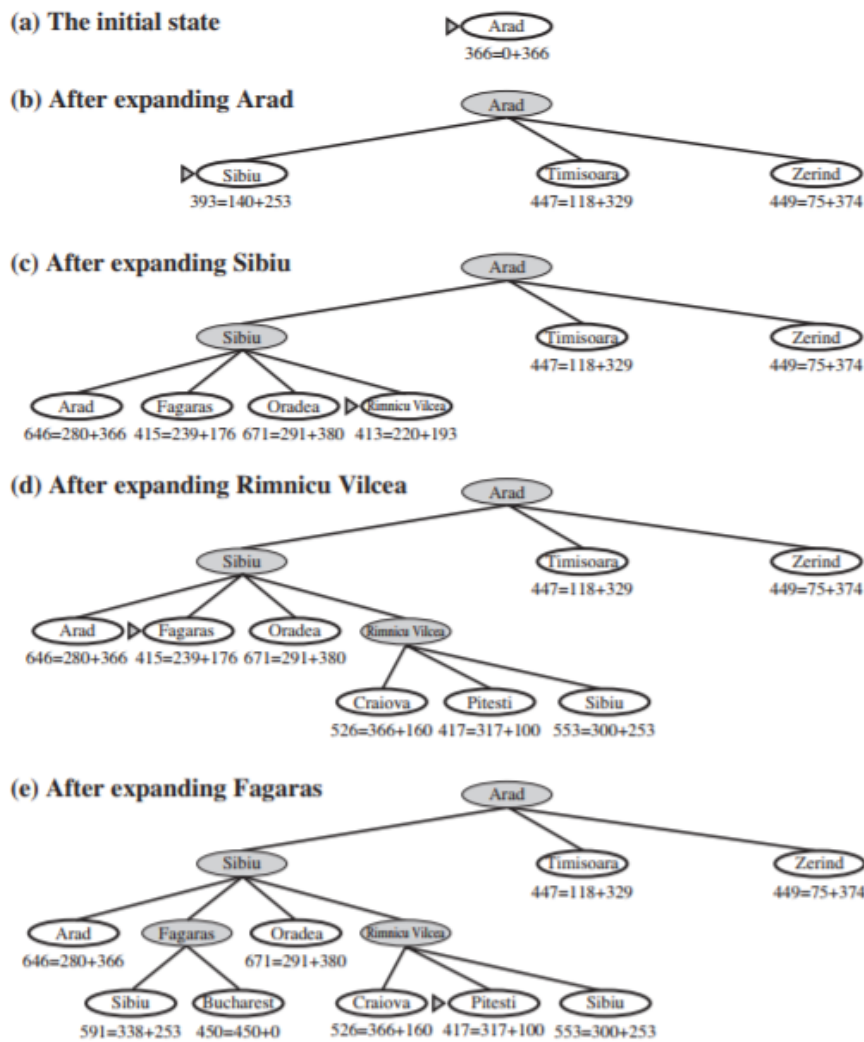 (a) The initial state
Arad
366=0+366
(b) After expanding Arad
Arad
Sibiu Timisoara Zerind
393=140+253 447=118+329 449=75+374
(c) After expanding Sibiu
Arad
Sibiu Timisoara Zerind
447=118+329 449=75+374
Arad Fagaras Oradea Rimnicu Vilcea
646=280+366 415=239+176 671=291+380 413=220+193
(d) After expanding Rimnicu Vilcea
Arad
Sibiu Timisoara Zerind
447=118+329 449=75+374
Arad Fagaras Oradea Rimnicu Vilcea
646=280+366 415=239+176 671=291+380
Craiova Pitesti Sibiu
526=366+160 417=317+100 553=300+253
(e) After expanding Fagaras
Arad
Sibiu Timisoara Zerind
447=118+329 449=75+374
Arad Fagaras Oradea Rimnicu Vilcea
646=280+366 671=291+380
Sibiu Bucharest Craiova Pitesti Sibiu
591=338+253 450=450+0 526=366+160 417=317+100 553=300+253